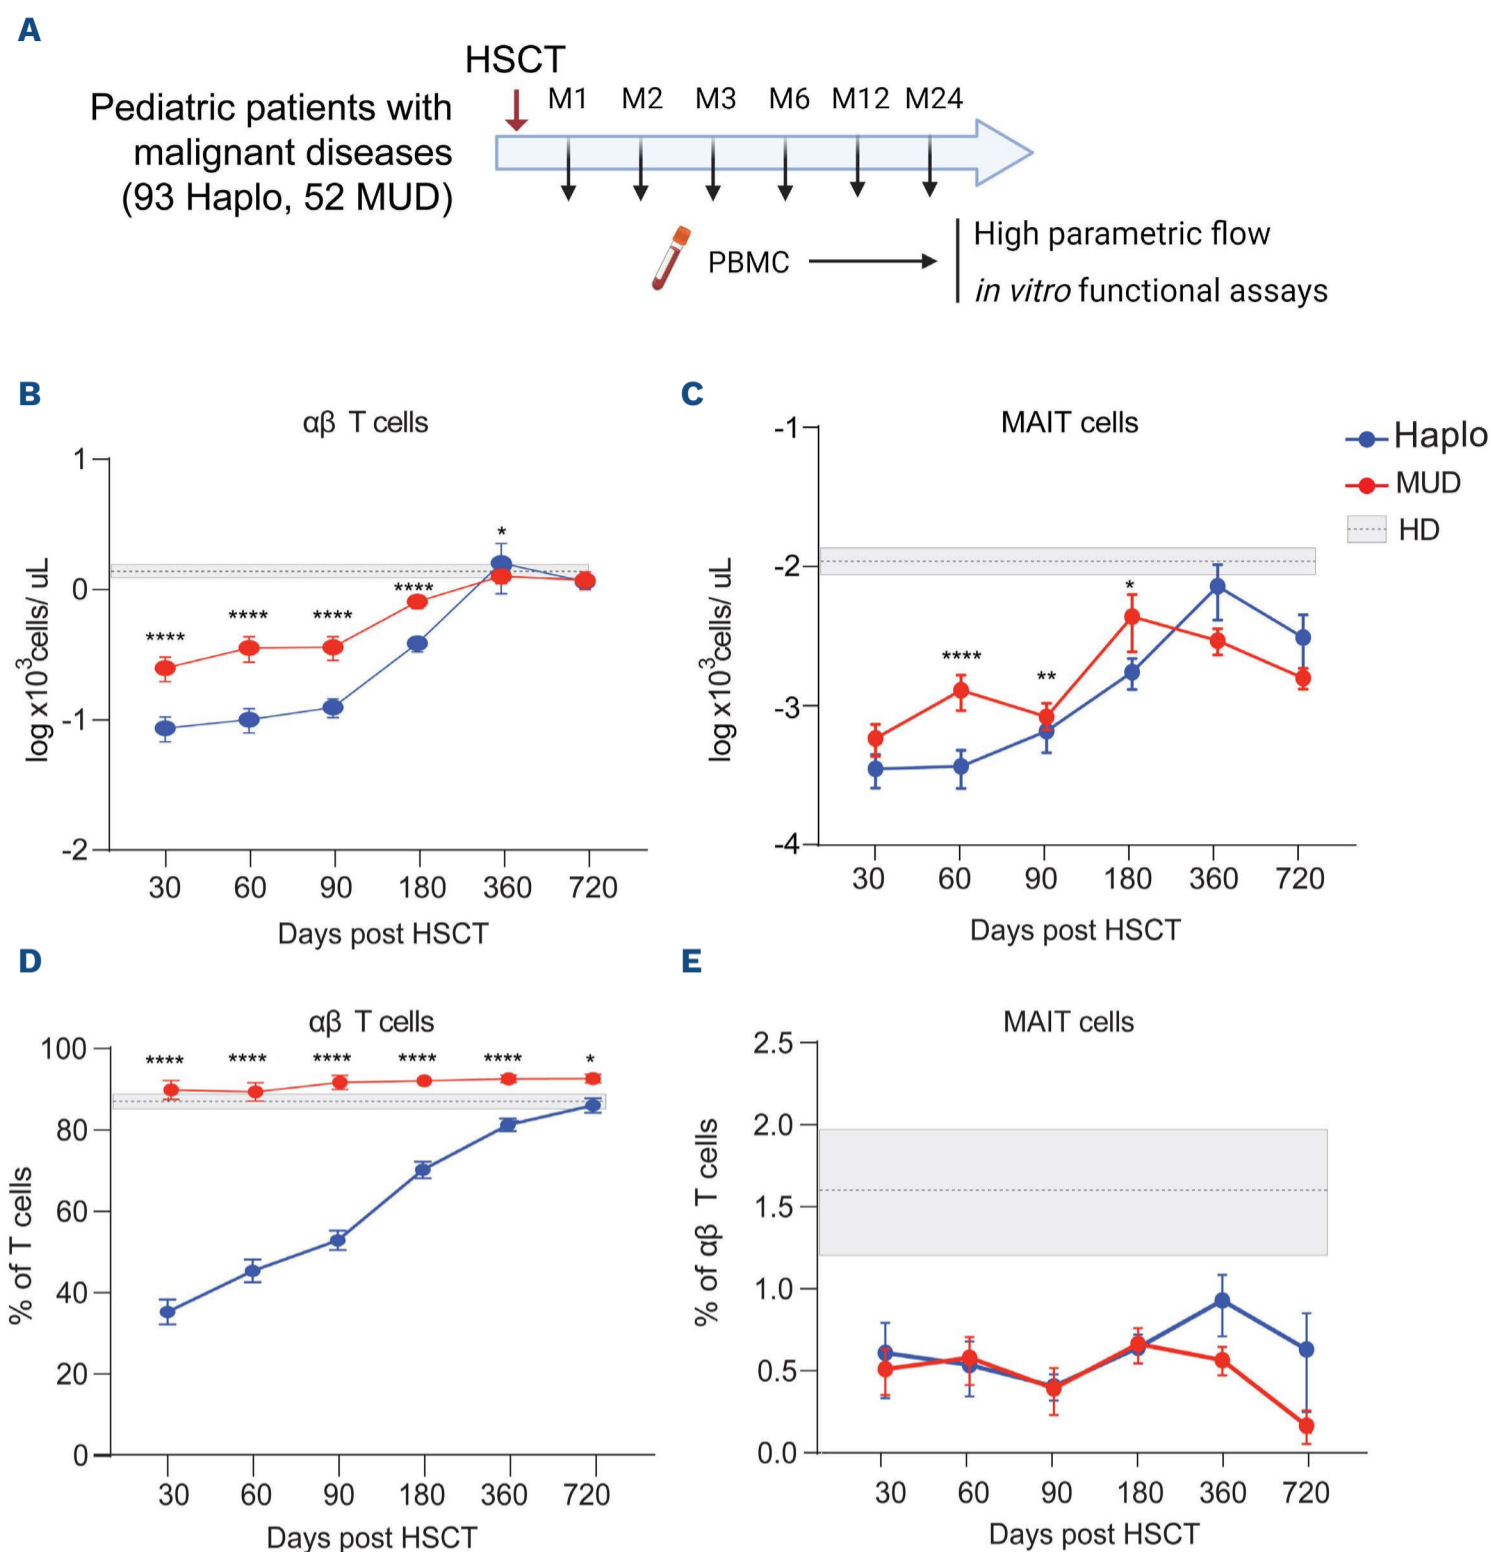 A
HSCT
Pediatric patients with
malignant diseases
(93 Haplo, 52 MUD)
M1 M2 M3 M6 M12 M24
PBMC
High parametric flow
in vitro functional assays
B
αβ T cells
log x10³cells/ uL
1
0
-1
-2
**** **** **** **** *
30 60 90 180 360 720
Days post HSCT
C
MAIT cells
log x10³cells/ uL
-1
-2
-3
-4
**** ** *
30 60 90 180 360 720
Days post HSCT
Haplo
MUD
HD
D
αβ T cells
% of T cells
100
80
60
40
20
0
**** **** **** **** **** *
30 60 90 180 360 720
Days post HSCT
E
MAIT cells
% of αβ T cells
2.5
2.0
1.5
1.0
0.5
0.0
30 60 90 180 360 720
Days post HSCT